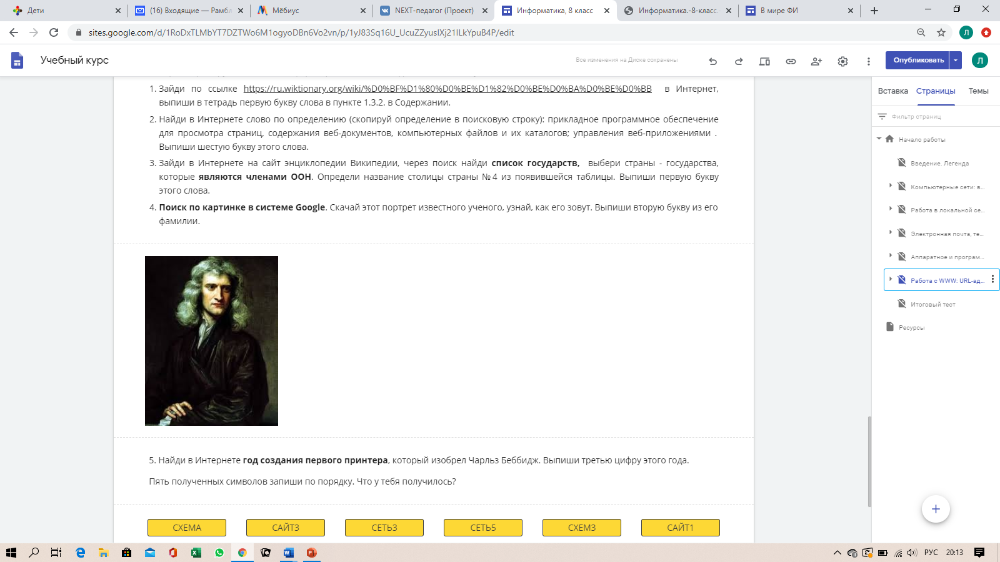 Дети
(16) Входящие — Рамбл
Мёбиус
NEXT-педагог (Проект)
Информатика, 8 класс
Информатика.-8-класс.-
В мире ФИ
sites.google.com/d/1RoDxTLMbYT7DZTWo6M1ogyoDBn6Vo2vn/p/1yJ83Sq16U_UcuZZyuslXj21ILkYpuB4P/edit
Л
Учебный курс
Все изменения на Диске сохранены
Опубликовать
Л
1. Зайди по ссылке https://ru.wiktionary.org/wiki/%D0%BF%D1%80%D0%BE%D1%82%D0%BE%D0%BA%D0%BE%D0%BB в Интернет,
выпиши в тетрадь первую букву слова в пункте 1.3.2. в Содержании.
2. Найди в Интернете слово по определению (скопируй определение в поисковую строку): прикладное программное обеспечение
для просмотра страниц, содержания веб-документов, компьютерных файлов и их каталогов; управления веб-приложениями .
Выпиши шестую букву этого слова.
3. Зайди в Интернете на сайт энциклопедии Википедии, через поиск найди список государств, выбери страны - государства,
которые являются членами ООН. Определи название столицы страны №4 из появившейся таблицы. Выпиши первую букву
этого слова.
4. Поиск по картинке в системе Google. Скачай этот портрет известного ученого, узнай, как его зовут. Выпиши вторую букву из его
фамилии.
5. Найди в Интернете год создания первого принтера, который изобрел Чарльз Беббидж. Выпиши третью цифру этого года.
Пять полученных символов запиши по порядку. Что у тебя получилось?
СХЕМА
САЙТ3
СЕТЬ3
СЕТЬ5
СХЕМ3
САЙТ1
Вставка
Страницы
Темы
Фильтр страниц
Начало работы
Введение. Легенда
Компьютерные сети: в...
Работа в локальной се...
Электронная почта, те...
Аппаратное и програм...
Работа с WWW: URL-ад...
Итоговый тест
Ресурсы
РУС
20:13